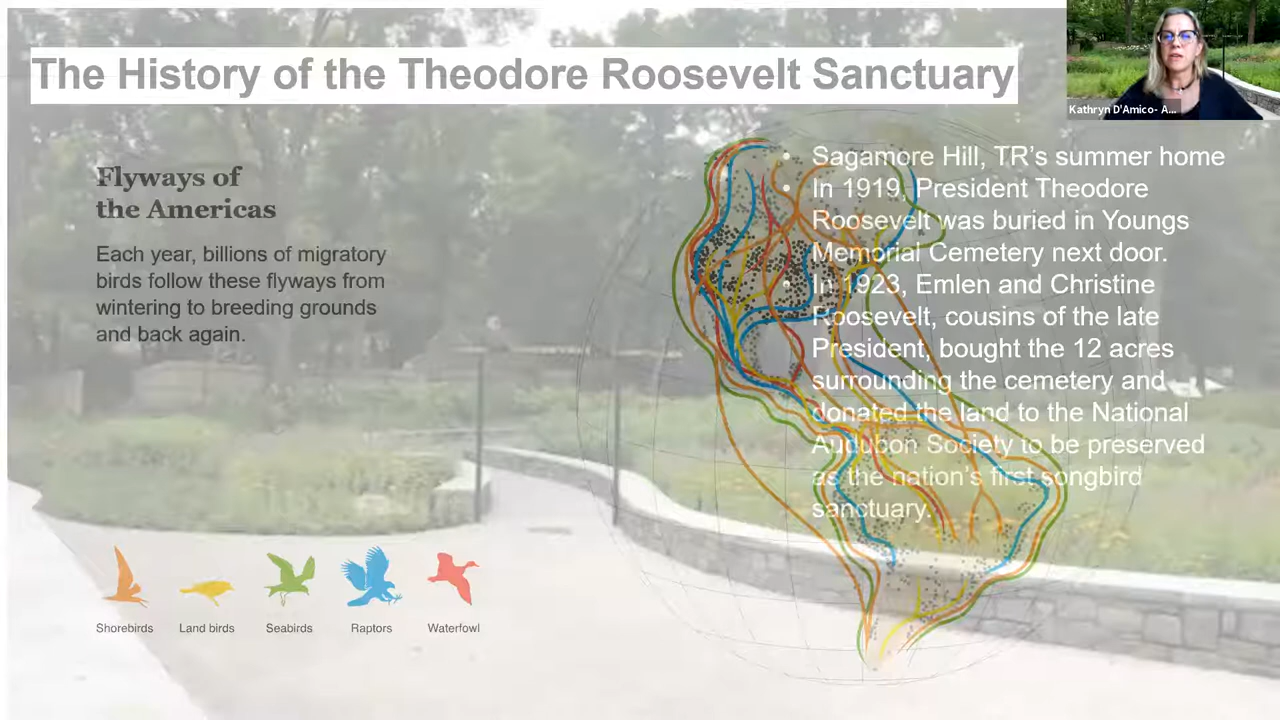 The History of the Theodore Roosevelt Sanctuary
Kathryn D'Amico- A...
Flyways of
the Americas
Each year, billions of migratory
birds follow these flyways from
wintering to breeding grounds
and back again.
• Sagamore Hill, TR’s summer home
• In 1919, President Theodore
Roosevelt was buried in Youngs
Memorial Cemetery next door.
• In 1923, Emlen and Christine
Roosevelt, cousins of the late
President, bought the 12 acres
surrounding the cemetery and
donated the land to the National
Audubon Society to be preserved
as the nation’s first songbird
sanctuary.
Shorebirds
Land birds
Seabirds
Raptors
Waterfowl